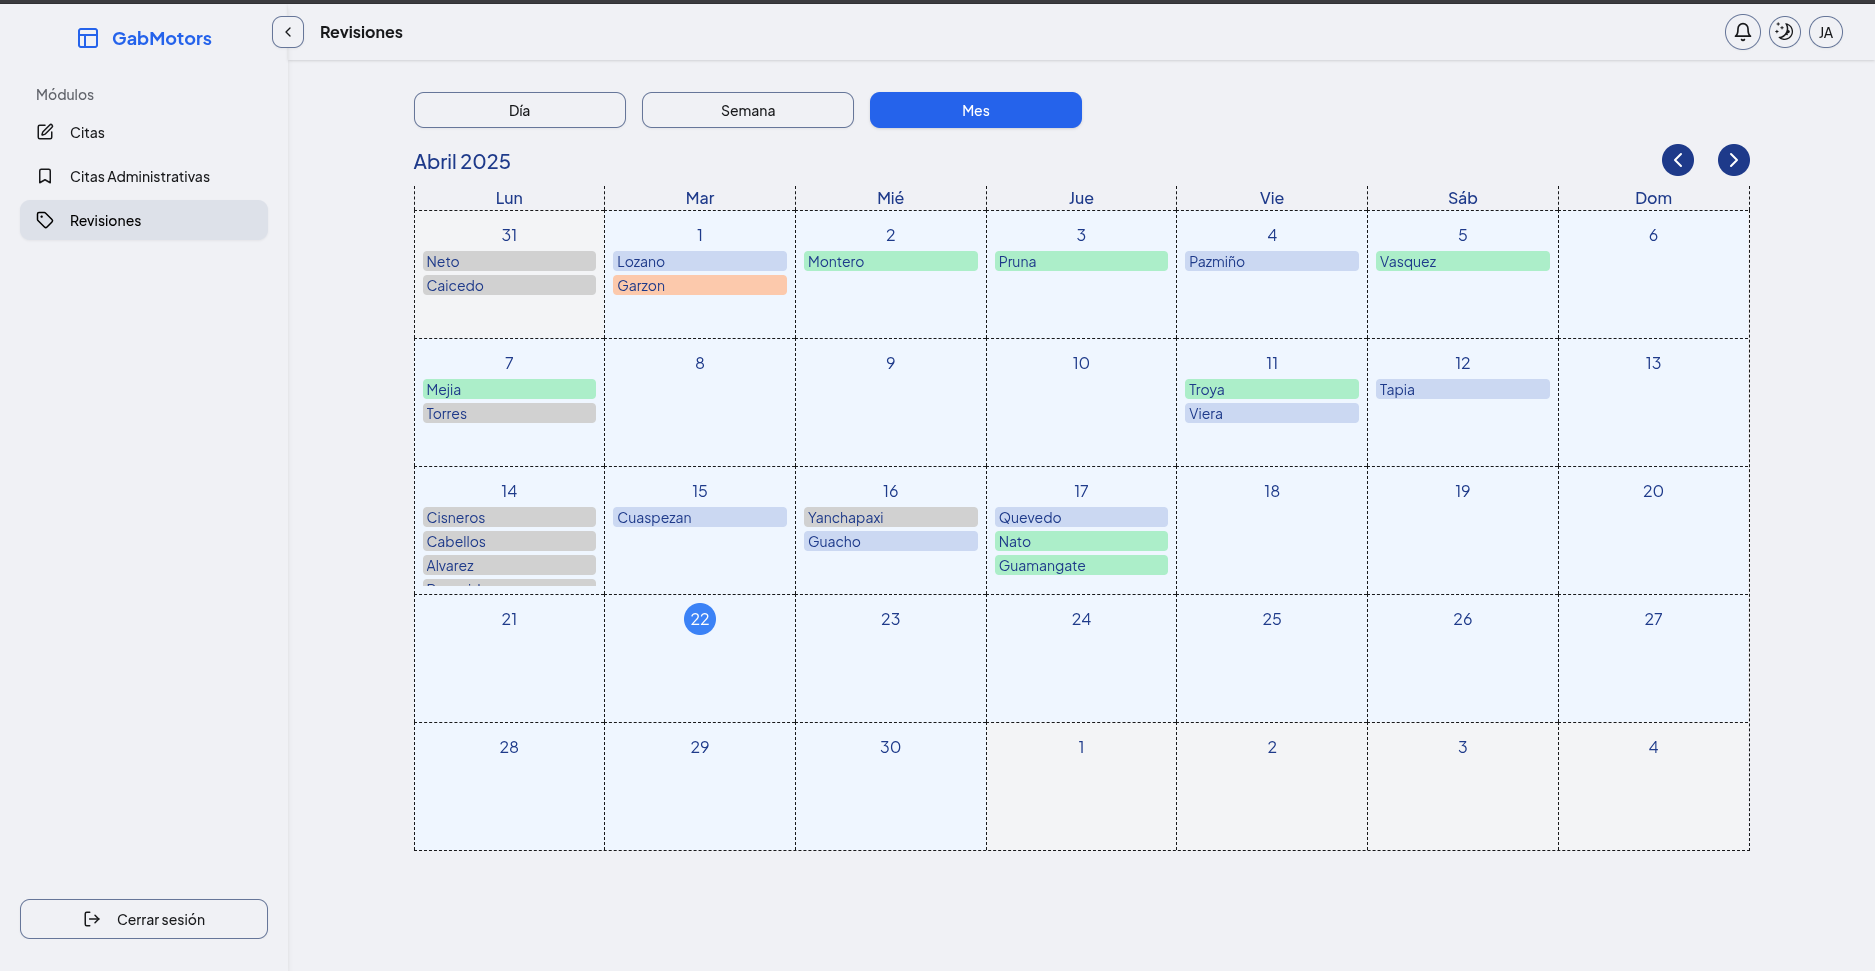 GabMotors
Módulos
Citas
Citas Administrativas
Revisiones
Cerrar sesión
Revisiones
JA
Día Semana Mes
Abril 2025
Lun Mar Mié Jue Vie Sáb Dom
31 1 2 3 4 5 6
Neto Lozano Montero Pruna Pazmiño Vasquez
Caicedo Garzon
7 8 9 10 11 12 13
Mejia Troya Tapia
Torres Viera
14 15 16 17 18 19 20
Cisneros Cuaspezan Yanchapaxi Quevedo
Cabellos Guacho Nato
Alvarez Guamangate
21 22 23 24 25 26 27
28 29 30 1 2 3 4